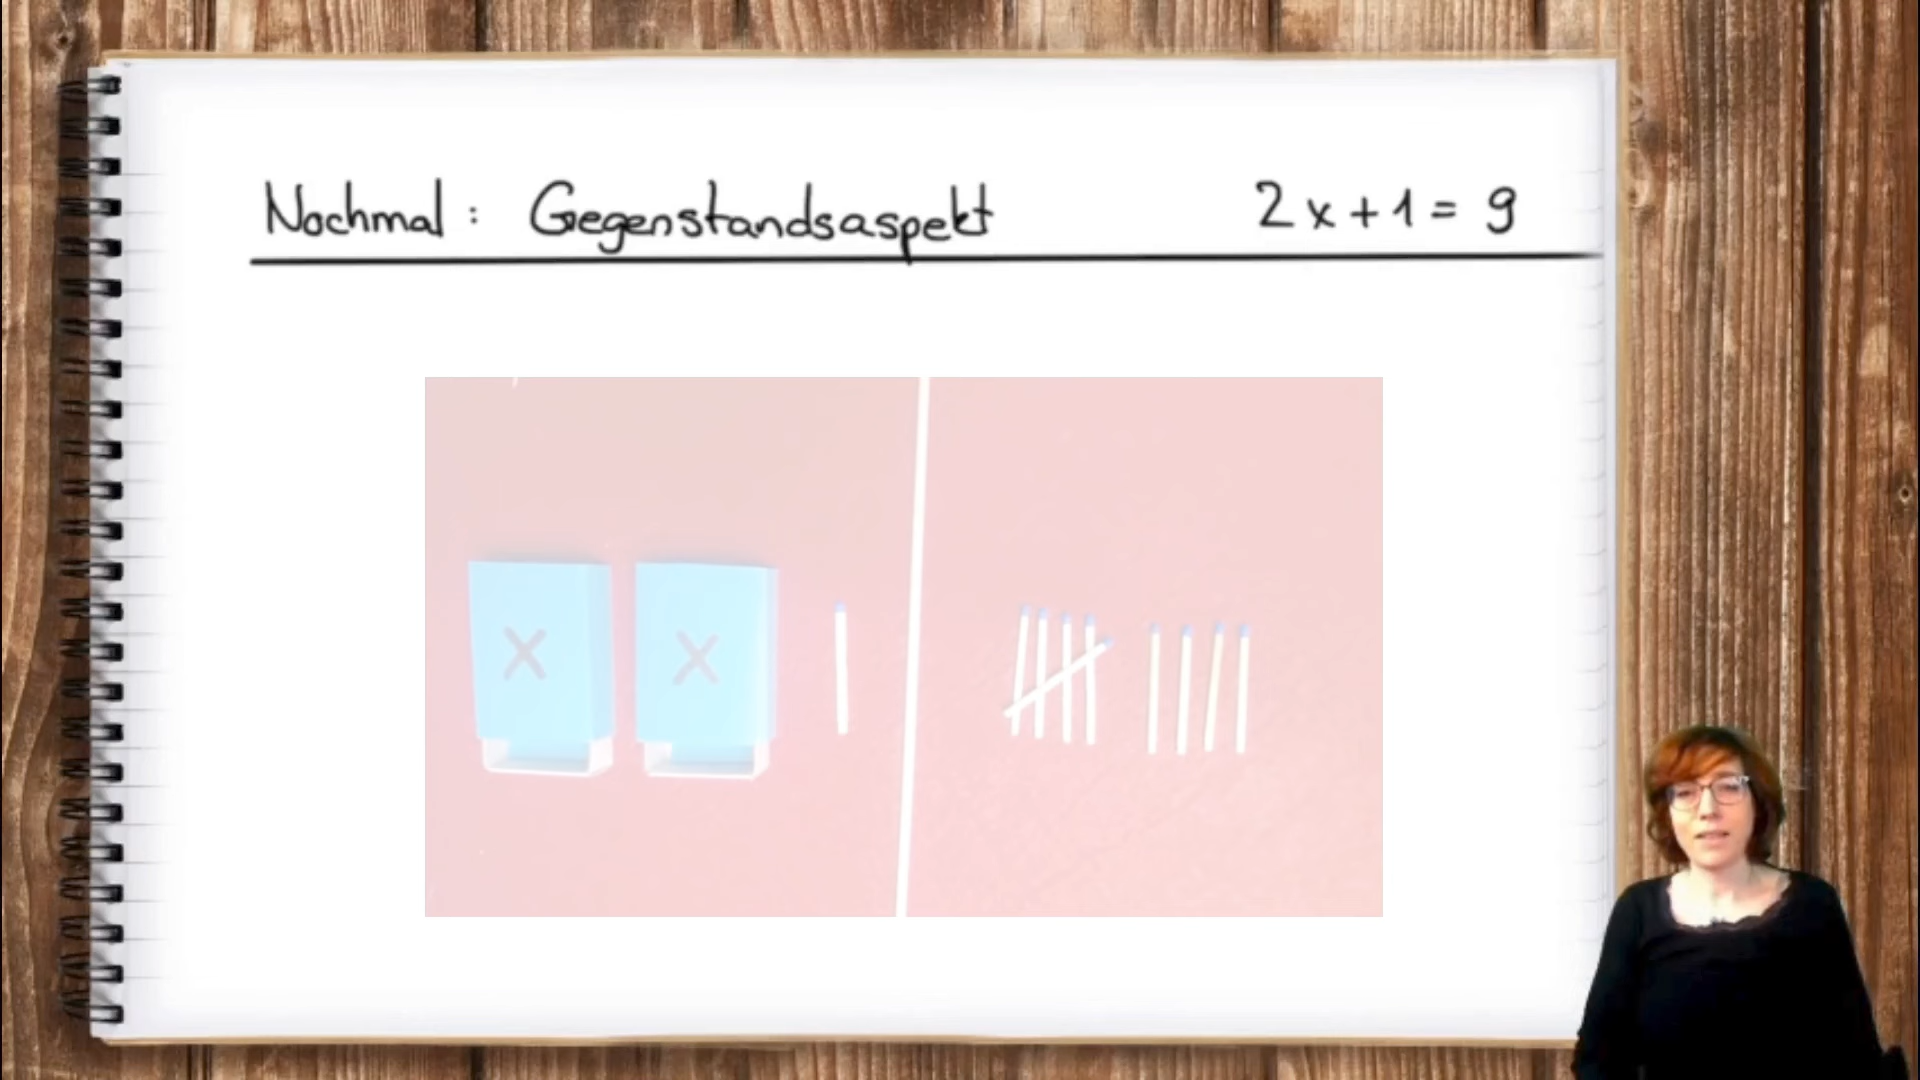 Nochmal : Gegenstandsaspekt 2x+1=9
X X